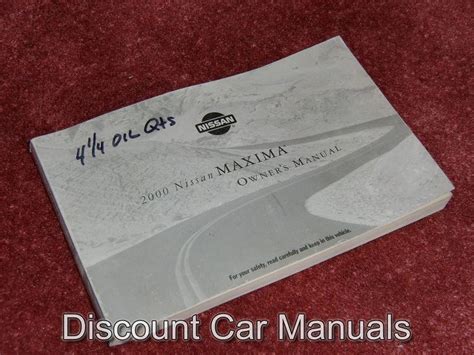 4 1/4 OIL Qts
NISSAN
2000 Nissan MAXIMA
OWNER'S MANUAL
For your safety, read carefully and keep in this vehicle.
Discount Car Manuals